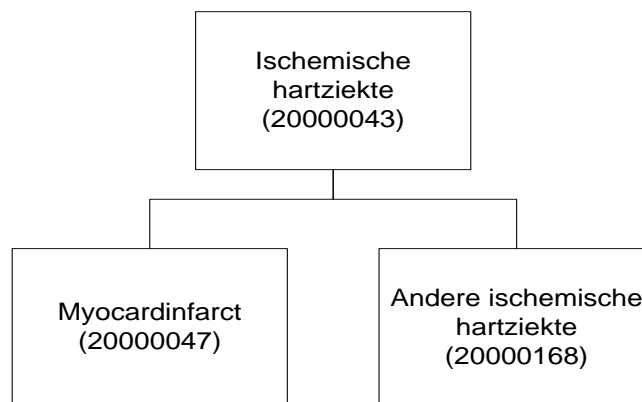 Ischemische
hartziekte
(20000043)
Myocardinfarct
(20000047)
Andere ischemische
hartziekte
(20000168)